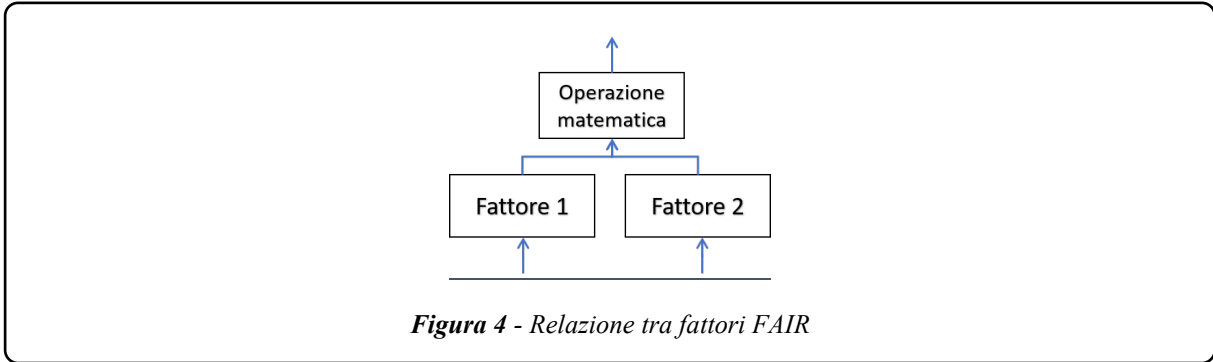 Operazione
matematica
Fattore 1
Fattore 2
Figura 4 - Relazione tra fattori FAIR